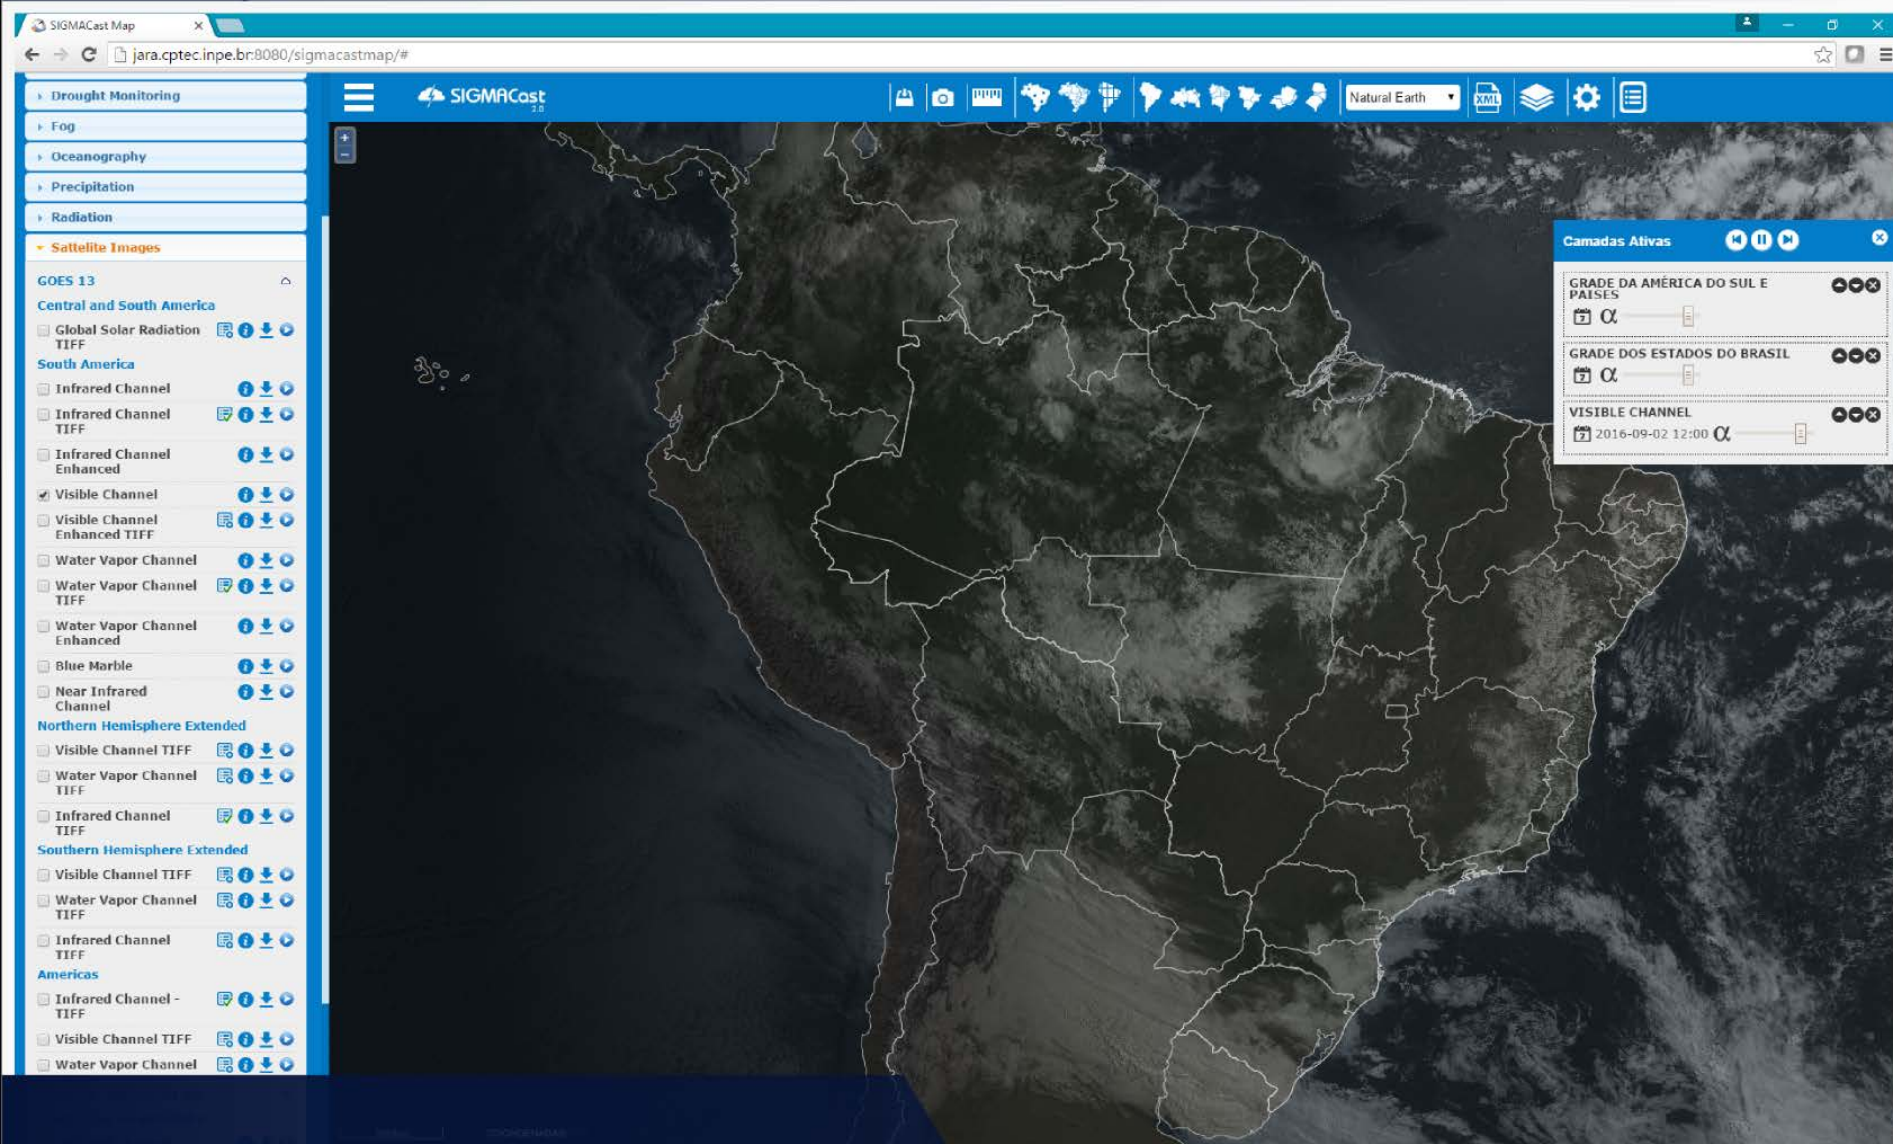 SIGMACast Map
jara.cptec.inpe.br:8080/sigmacastmap/#
Drought Monitoring
Fog
Oceanography
Precipitation
Radiation
Sattelite Images
GOES 13
Central and South America
Global Solar Radiation
TIFF
South America
Infrared Channel
Infrared Channel
TIFF
Infrared Channel
Enhanced
Visible Channel
Visible Channel
Enhanced TIFF
Water Vapor Channel
Water Vapor Channel
TIFF
Water Vapor Channel
Enhanced
Blue Marble
Near Infrared
Channel
Northern Hemisphere Extended
Visible Channel TIFF
Water Vapor Channel
TIFF
Infrared Channel
TIFF
Southern Hemisphere Extended
Visible Channel TIFF
Water Vapor Channel
TIFF
Infrared Channel
TIFF
Americas
Infrared Channel -
TIFF
Visible Channel TIFF
Water Vapor Channel
SIGMACast
2.0
Natural Earth
XML
Camadas Ativas
GRADE DA AMÉRICA DO SUL E
PAISES
7 α
GRADE DOS ESTADOS DO BRASIL
7 α
VISIBLE CHANNEL
7 2016-09-02 12:00 α